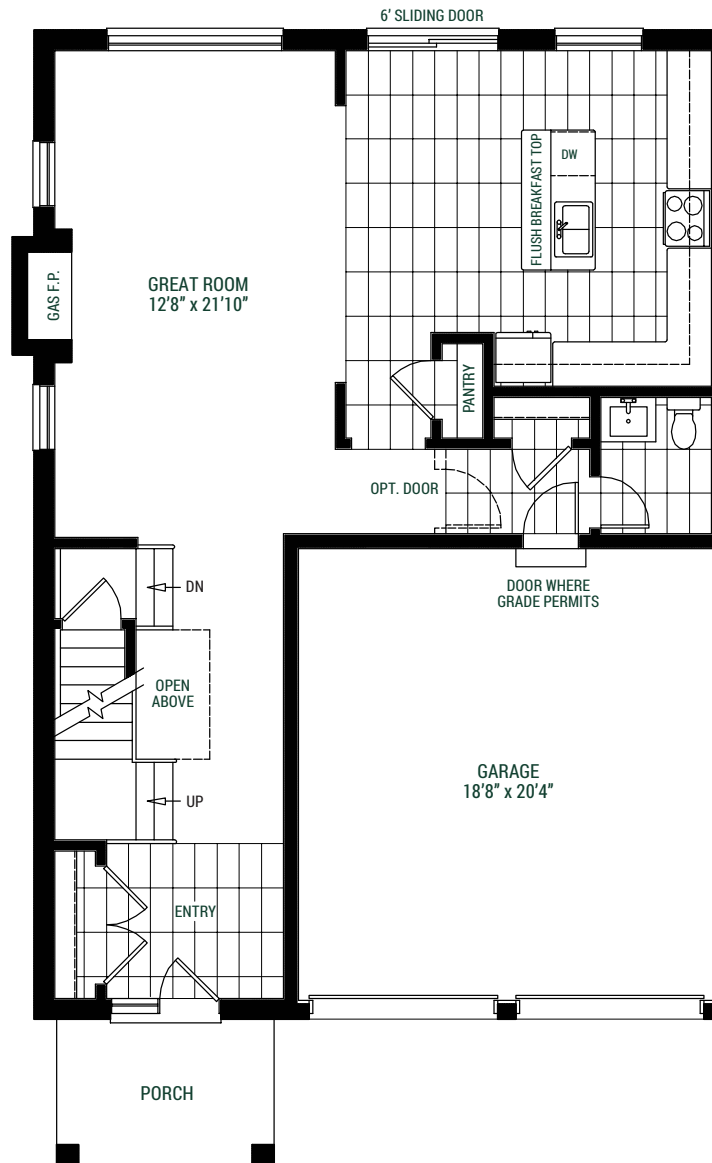 6' SLIDING DOOR
FLUSH BREAKFAST TOP
DW
GAS F.P.
GREAT ROOM
12'8" x 21'10"
PANTRY
OPT. DOOR
DN
DOOR WHERE
GRADE PERMITS
OPEN
ABOVE
GARAGE
18'8" x 20'4"
UP
ENTRY
PORCH